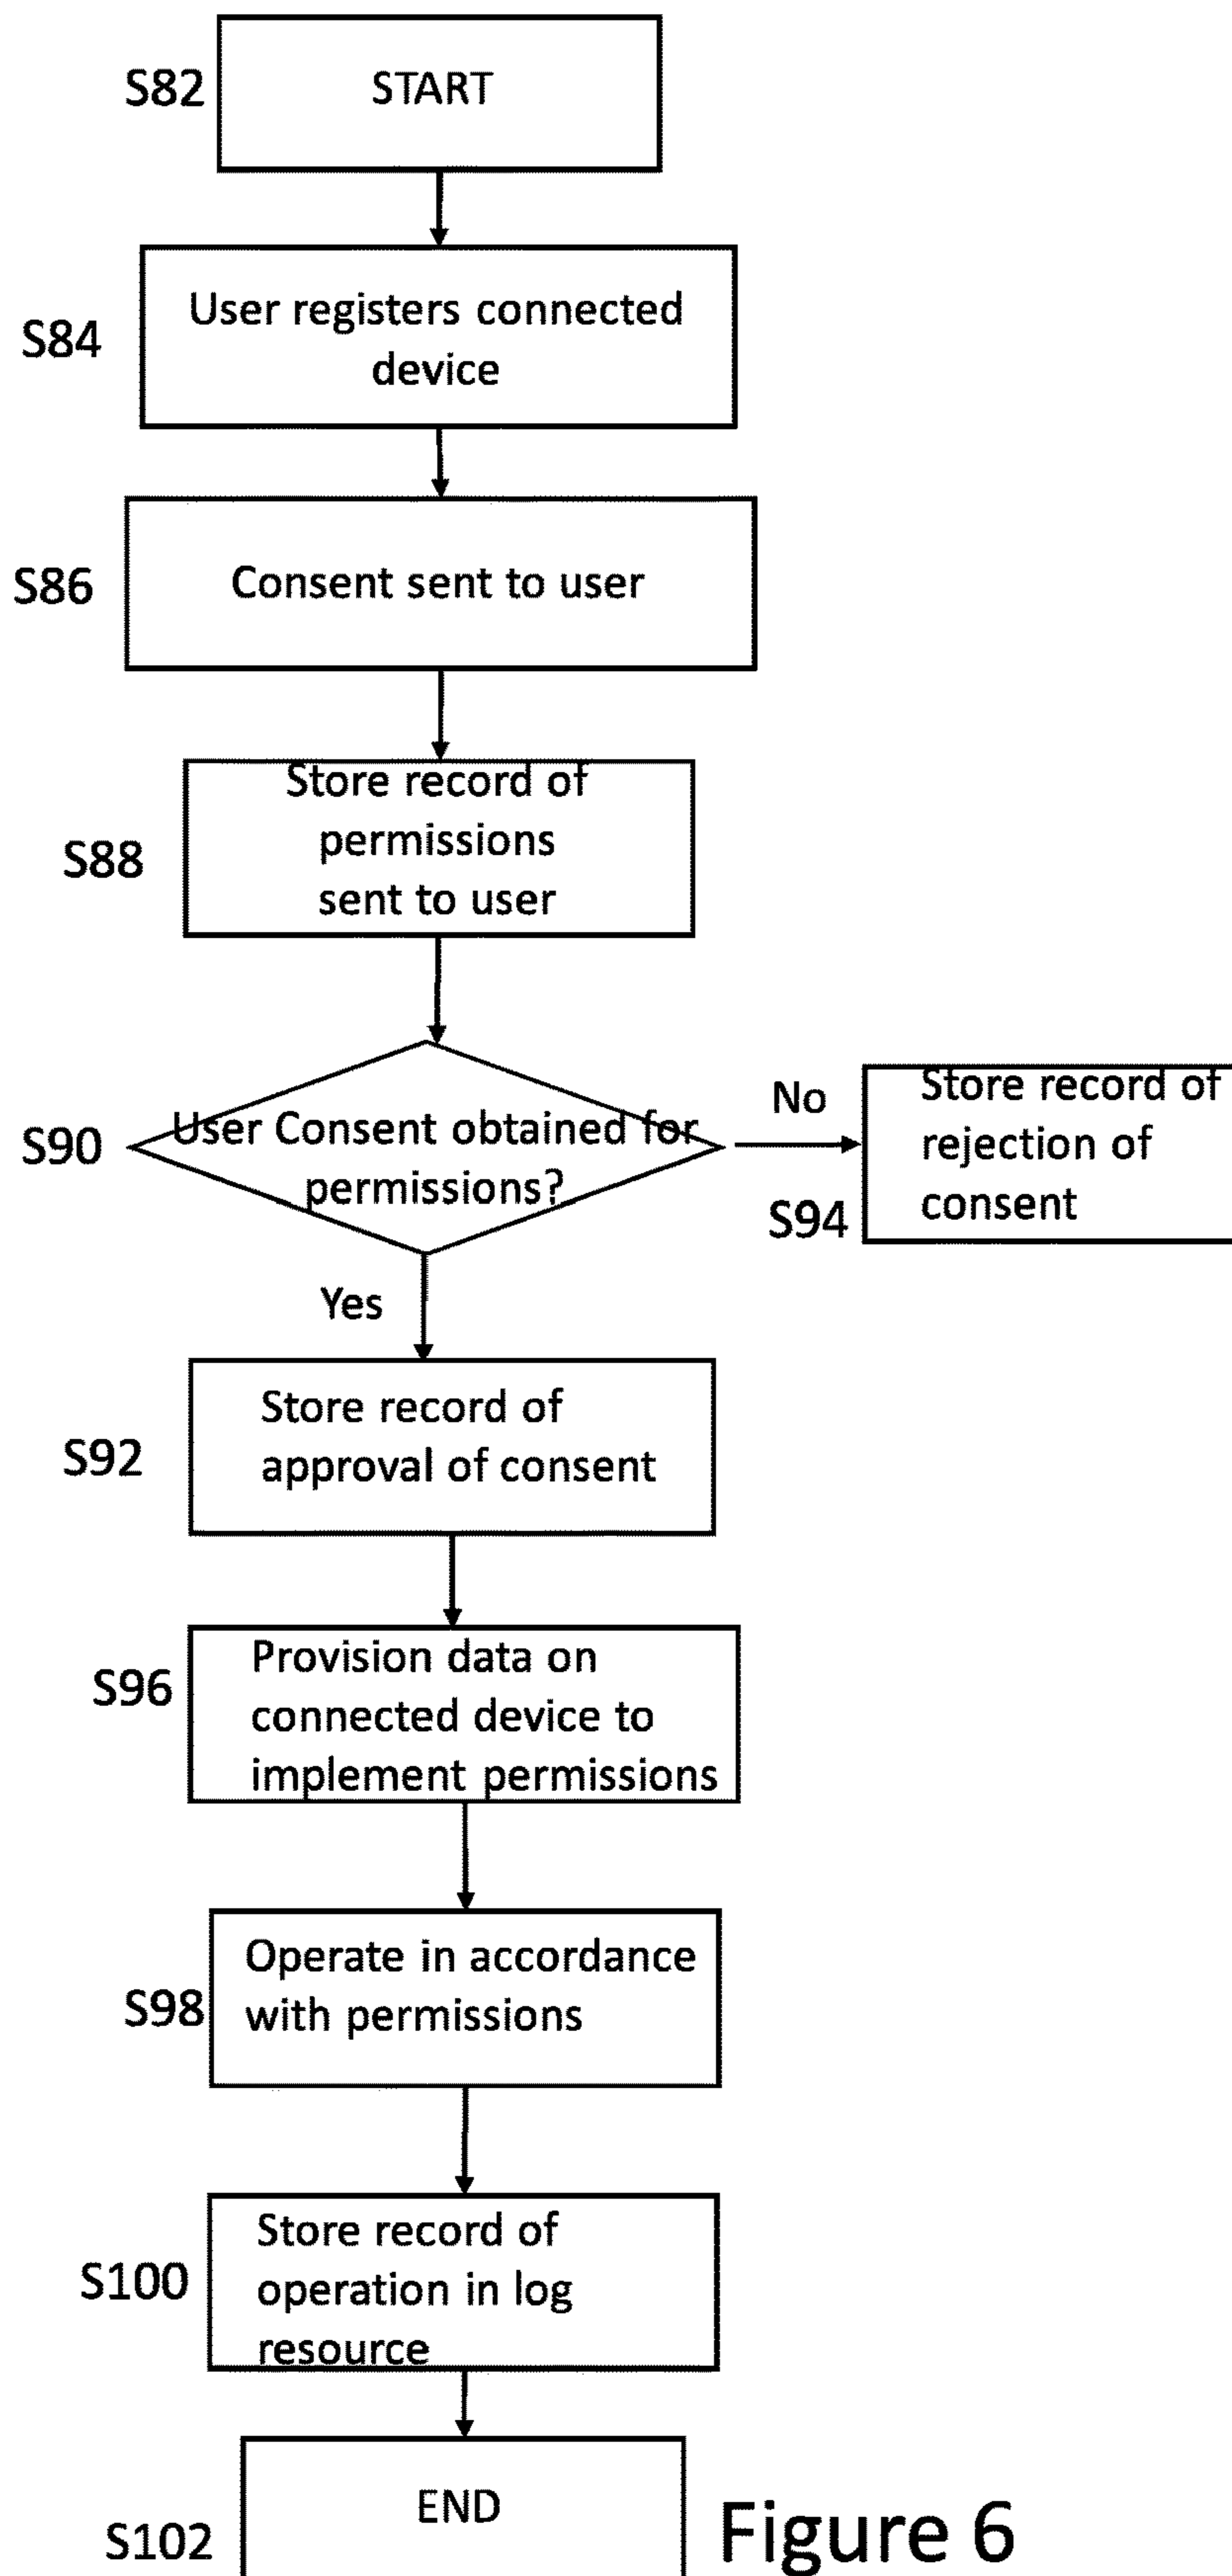 S82
START
S84
User registers connected
device
S86
Consent sent to user
S88
Store record of
permissions
sent to user
S90
User Consent obtained for
permissions?
No
S94
Store record of
rejection of
consent
Yes
S92
Store record of
approval of consent
S96
Provision data on
connected device to
implement permissions
S98
Operate in accordance
with permissions
S100
Store record of
operation in log
resource
S102
END
Figure 6